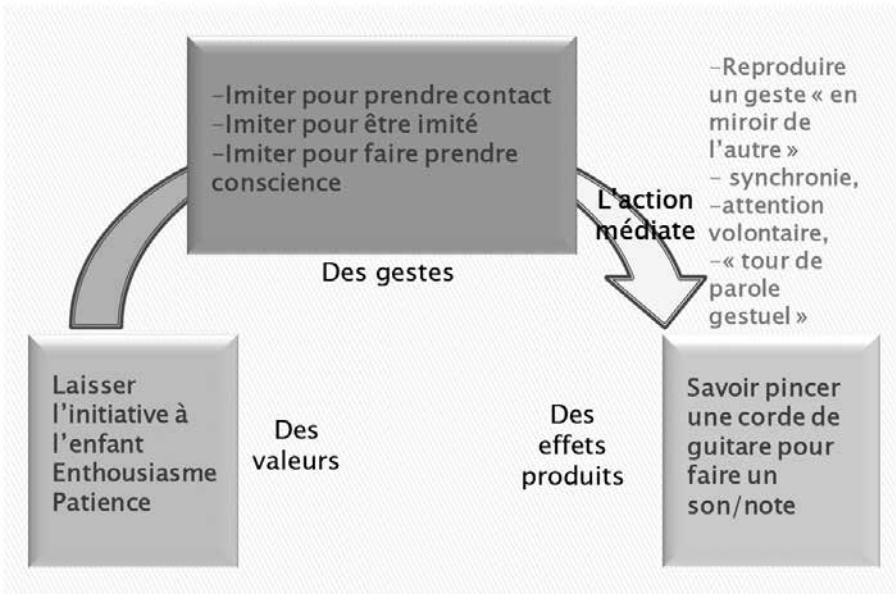 -Imiter pour prendre contact
-Imiter pour être imité
-Imiter pour faire prendre
conscience
Des gestes
L'action
médiate
-Reproduire
un geste « en
miroir de
l'autre »
- synchronie,
-attention
volontaire,
-« tour de
parole
gestuel »
Laisser
l'initiative à
l'enfant
Enthousiasme
Patience
Des
valeurs
Des
effets
produits
Savoir pincer
une corde de
guitare pour
faire un
son/note